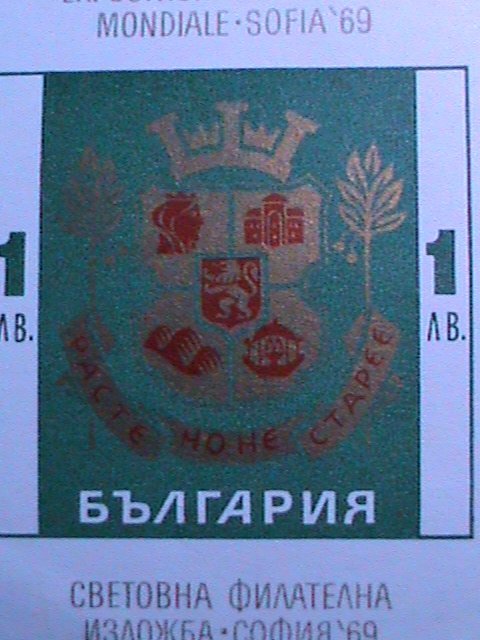 MONDIALE·SOFIA'69
1 ЛВ.
1 ЛВ.
РАСТЕ НО НЕ СТАРЕЕ
БЪЛГАРИЯ
СВЕТОВНА ФИЛАТЕЛНА
ИЗЛОЖБА·СОФИЯ'69